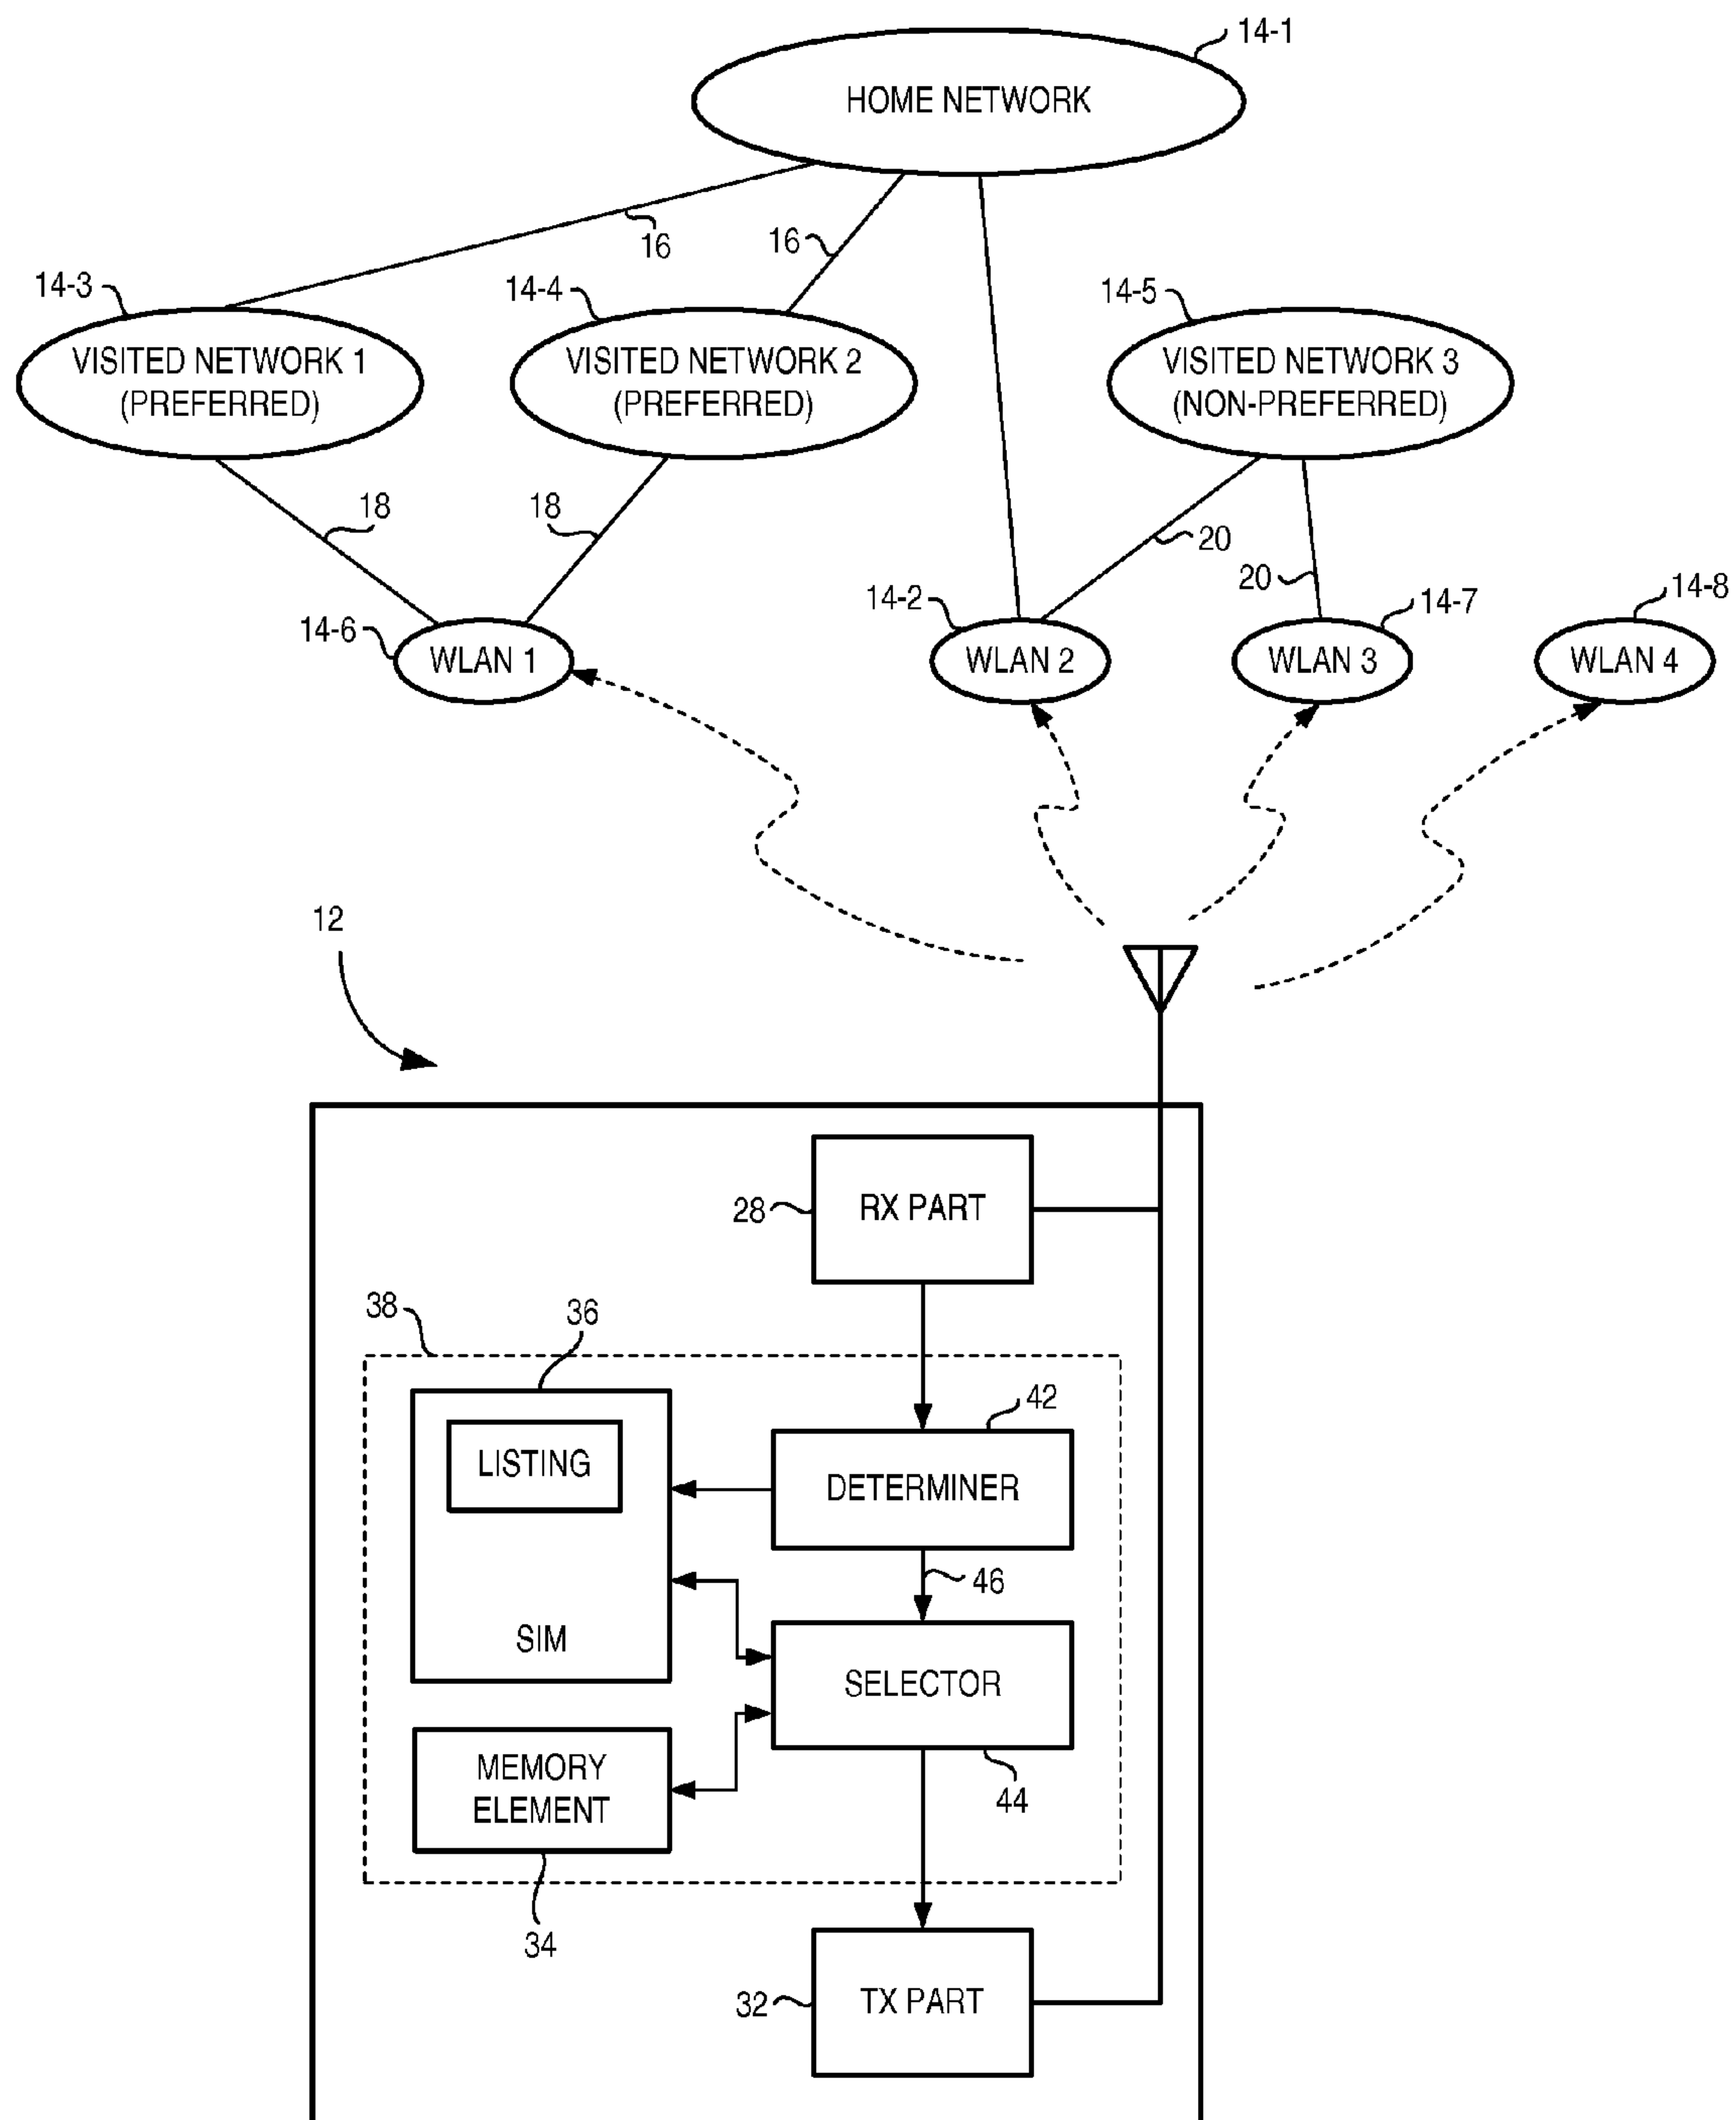 14-1
HOME NETWORK
16
16
14-3
14-4
14-5
VISITED NETWORK 1
(PREFERRED)
VISITED NETWORK 2
(PREFERRED)
VISITED NETWORK 3
(NON-PREFERRED)
18
18
20
20
14-2
14-7
14-8
14-6
WLAN 1
WLAN 2
WLAN 3
WLAN 4
12
28
RX PART
38
36
42
LISTING
DETERMINER
46
SIM
SELECTOR
MEMORY
ELEMENT
44
34
32
TX PART